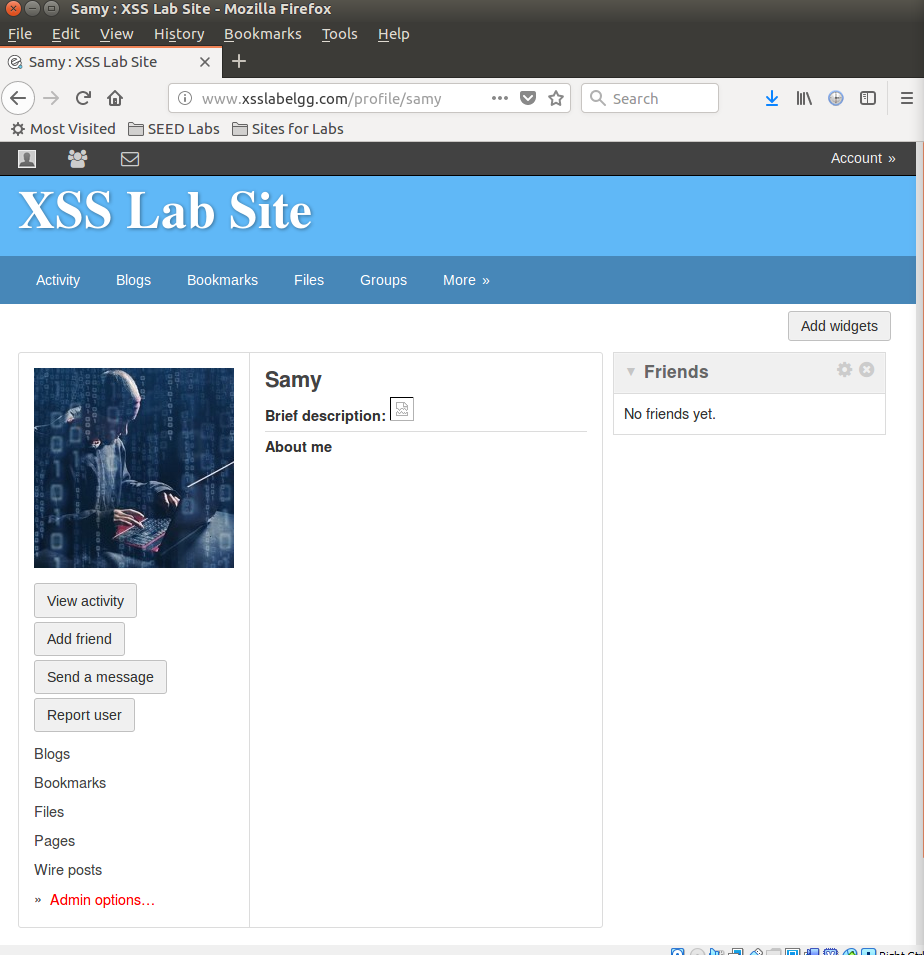 Samy : XSS Lab Site - Mozilla Firefox
File Edit View History Bookmarks Tools Help
Samy : XSS Lab Site
www.xsslabelgg.com/profile/samy
Search
Most Visited SEED Labs Sites for Labs
Account »
XSS Lab Site
Activity Blogs Bookmarks Files Groups More »
Add widgets
Samy
Brief description:
About me
Friends
No friends yet.
View activity
Add friend
Send a message
Report user
Blogs
Bookmarks
Files
Pages
Wire posts
» Admin options...